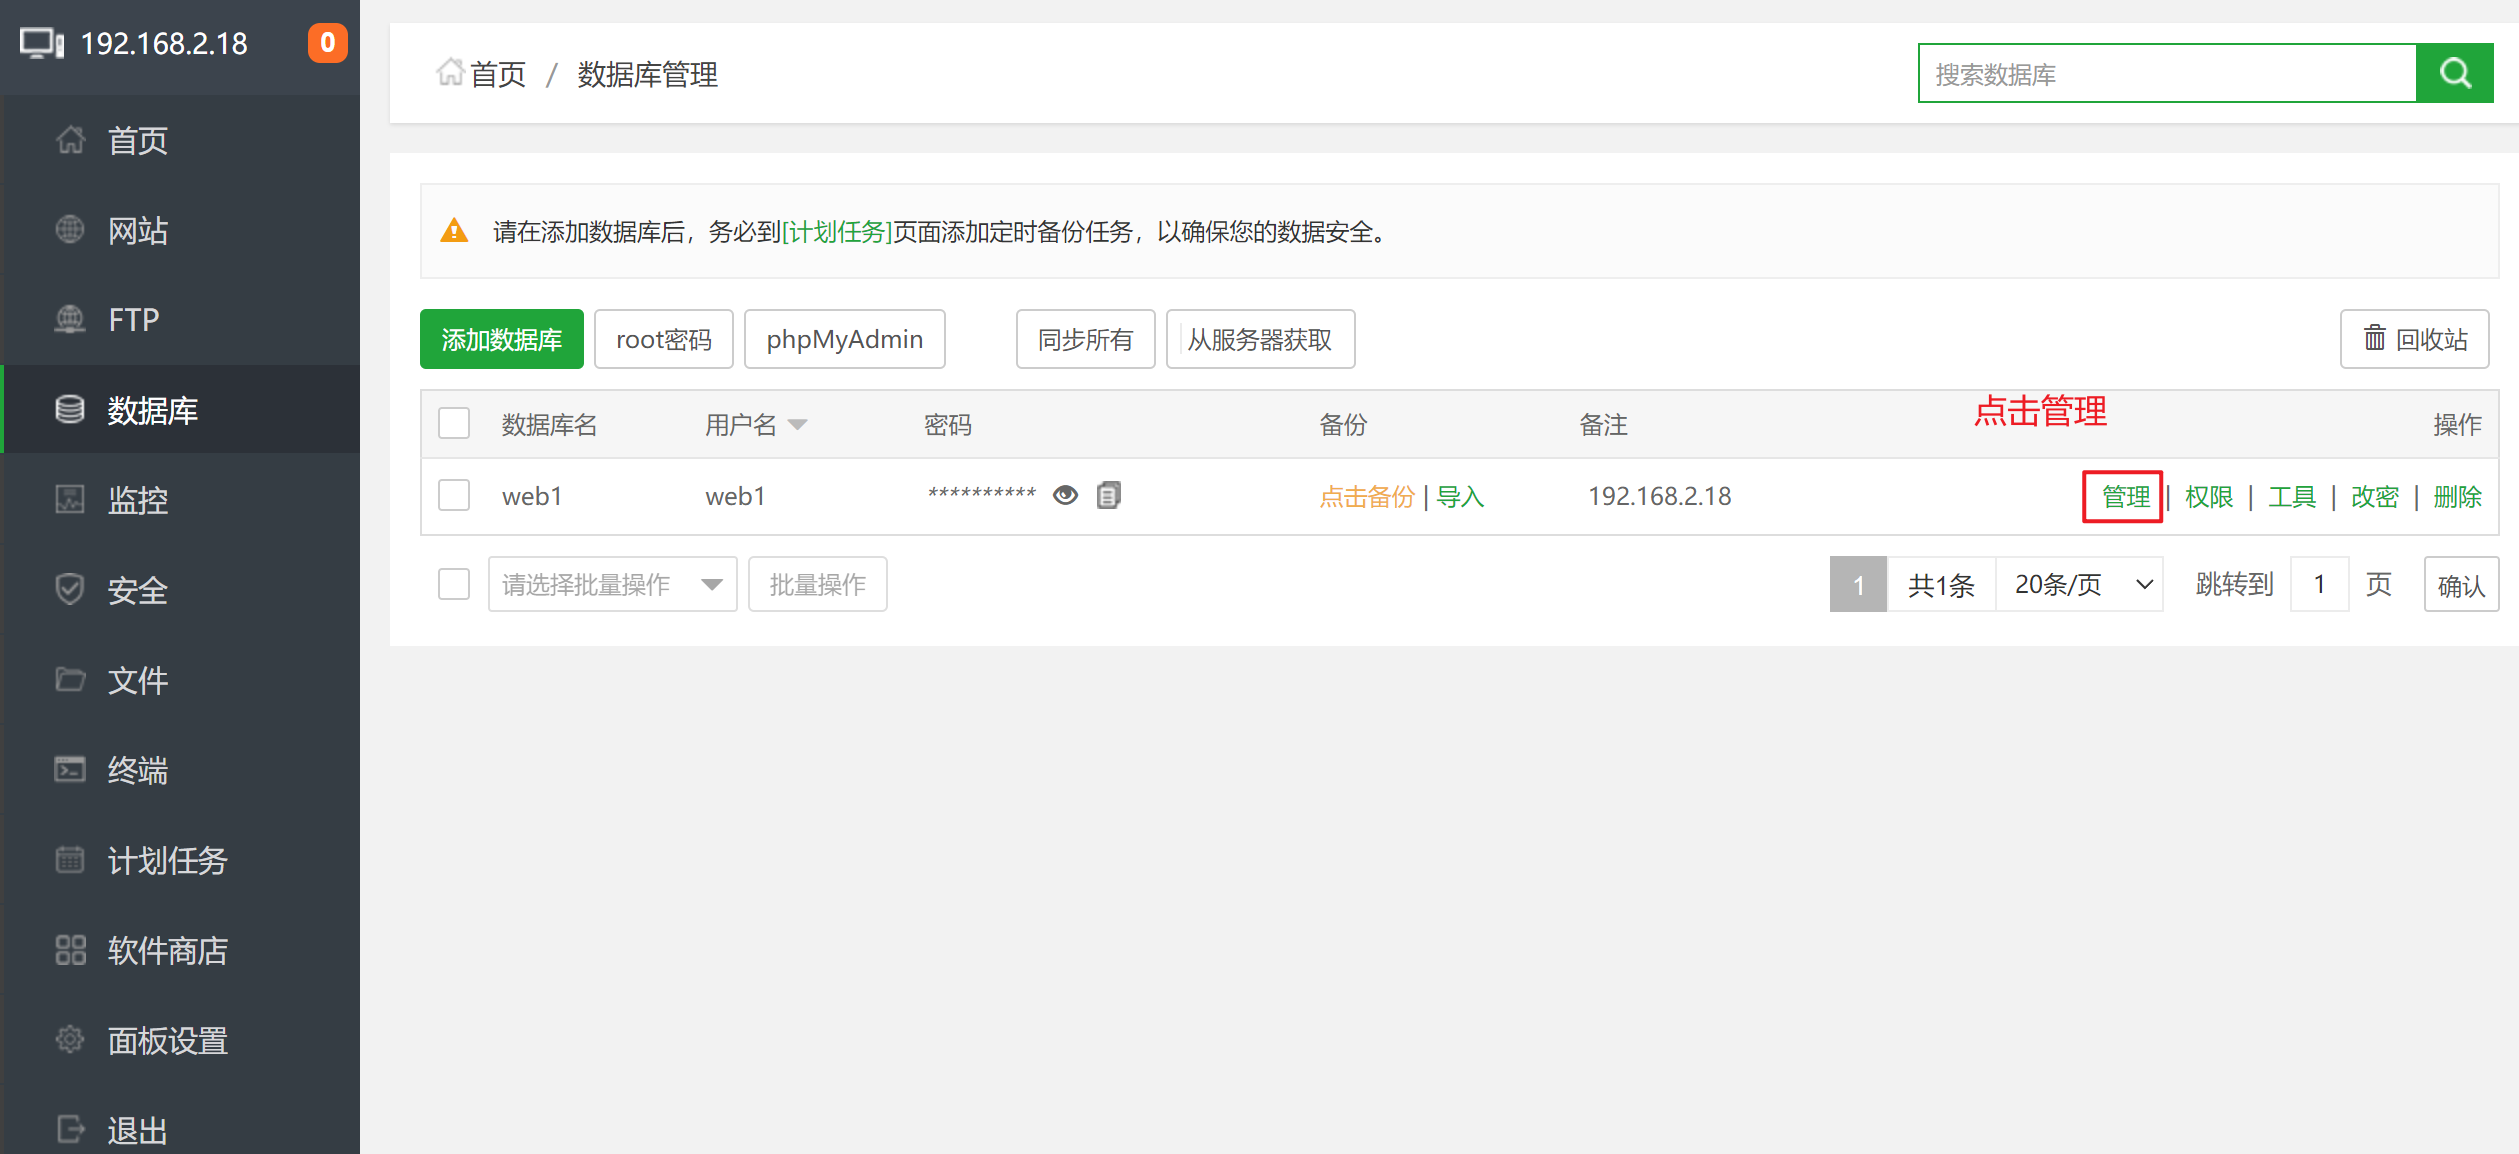 192.168.2.18
0
首页
网站
FTP
数据库
监控
安全
文件
终端
计划任务
软件商店
面板设置
退出
首页 / 数据库管理
搜索数据库
请在添加数据库后，务必到[计划任务]页面添加定时备份任务，以确保您的数据安全。
添加数据库 root密码 phpMyAdmin 同步所有 从服务器获取 回收站
点击管理
数据库名 用户名 密码 备份 备注 操作
web1 web1 ********** 点击备份 | 导入 192.168.2.18 管理 | 权限 | 工具 | 改密 | 删除
请选择批量操作 批量操作 1 共1条 20条/页 跳转到 1 页 确认